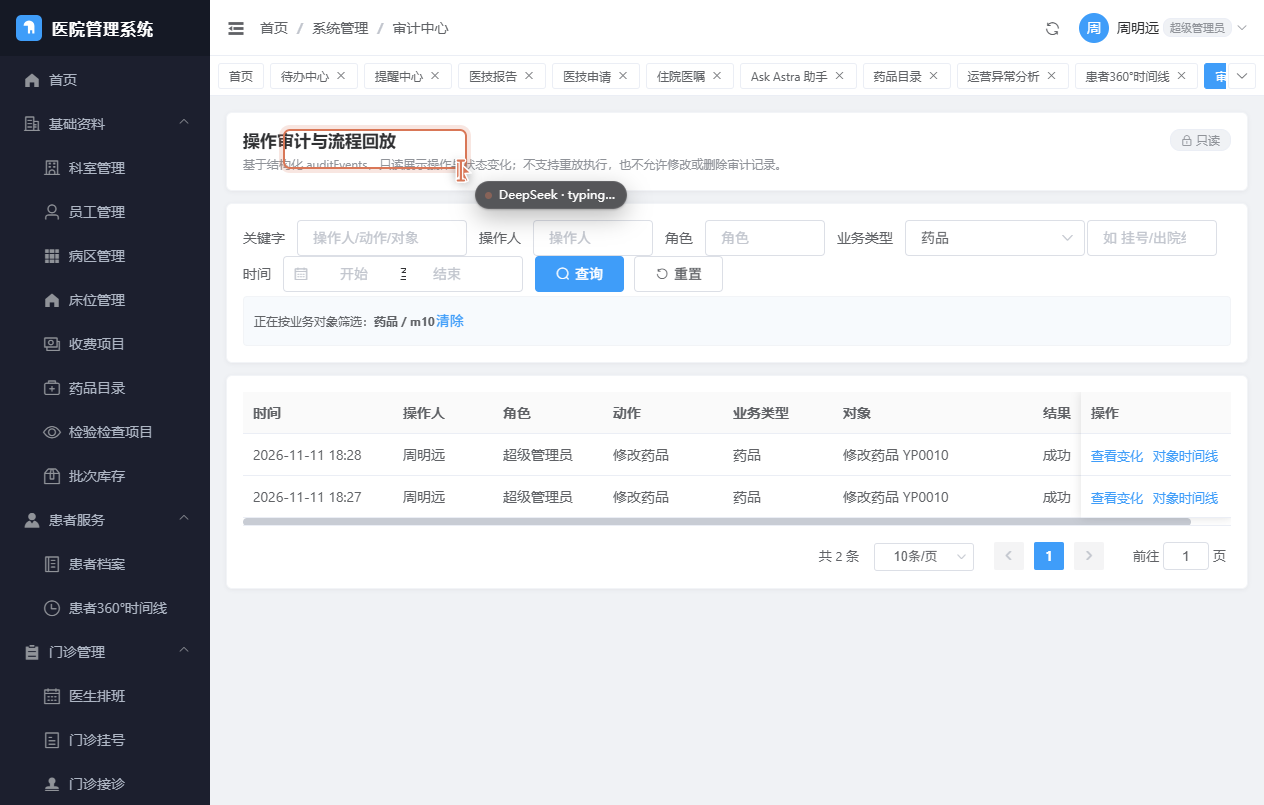 医院管理系统
首页 / 系统管理 / 审计中心
周 周明远 超级管理员
首页
待办中心
提醒中心
医技报告
医技申请
住院医嘱
Ask Astra 助手
药品目录
运营异常分析
患者360°时间线
首页
基础资料
科室管理
员工管理
病区管理
床位管理
收费项目
药品目录
检验检查项目
批次库存
患者服务
患者档案
患者360°时间线
门诊管理
医生排班
门诊挂号
门诊接诊
操作审计与流程回放
只读
基于结构化 auditEvents，只读展示操作 状态变化；不支持重放执行，也不允许修改或删除审计记录。
DeepSeek · typing...
关键字 操作人/动作/对象 操作人 操作人 角色 角色 业务类型 药品 如 挂号/出院
时间 开始 结束 查询 重置
正在按业务对象筛选：药品 / m10清除
时间 操作人 角色 动作 业务类型 对象 结果 操作
2026-11-11 18:28 周明远 超级管理员 修改药品 药品 修改药品 YP0010 成功 查看变化 对象时间线
2026-11-11 18:27 周明远 超级管理员 修改药品 药品 修改药品 YP0010 成功 查看变化 对象时间线
共 2 条 10条/页 1 前往 1 页